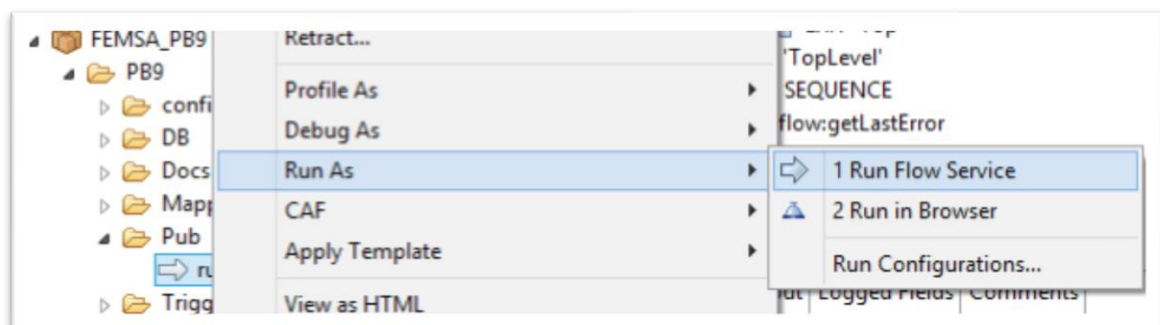 FEMSA_PB9
PB9
confi
DB
Docs
Mapp
Pub
ru
Trigg
Retract...
Profile As
Debug As
Run As
CAF
Apply Template
View as HTML
'TopLevel'
SEQUENCE
flow:getLastError
1 Run Flow Service
2 Run in Browser
Run Configurations...
Logged Fields
Comments